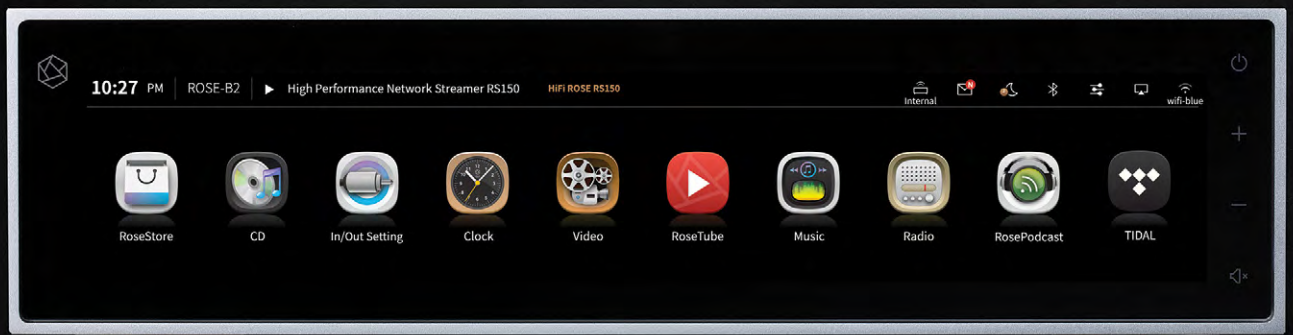 10:27 PM ROSE-B2 High Performance Network Streamer RS150 HiFi ROSE RS150
N
Internal wifi-blue
RoseStore CD In/Out Setting Clock Video RoseTube Music Radio RosePodcast TIDAL